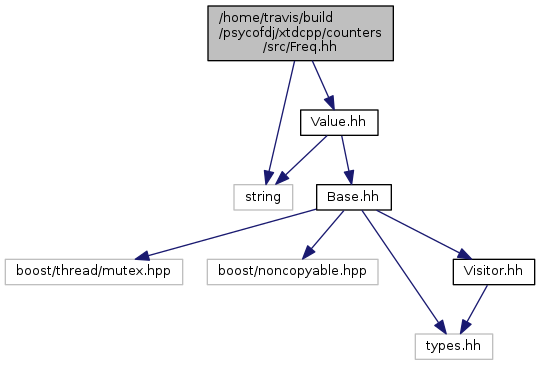 /home/travis/build
/psycofdj/xtdcpp/counters
/src/Freq.hh
Value.hh
string
Base.hh
boost/thread/mutex.hpp
boost/noncopyable.hpp
Visitor.hh
types.hh